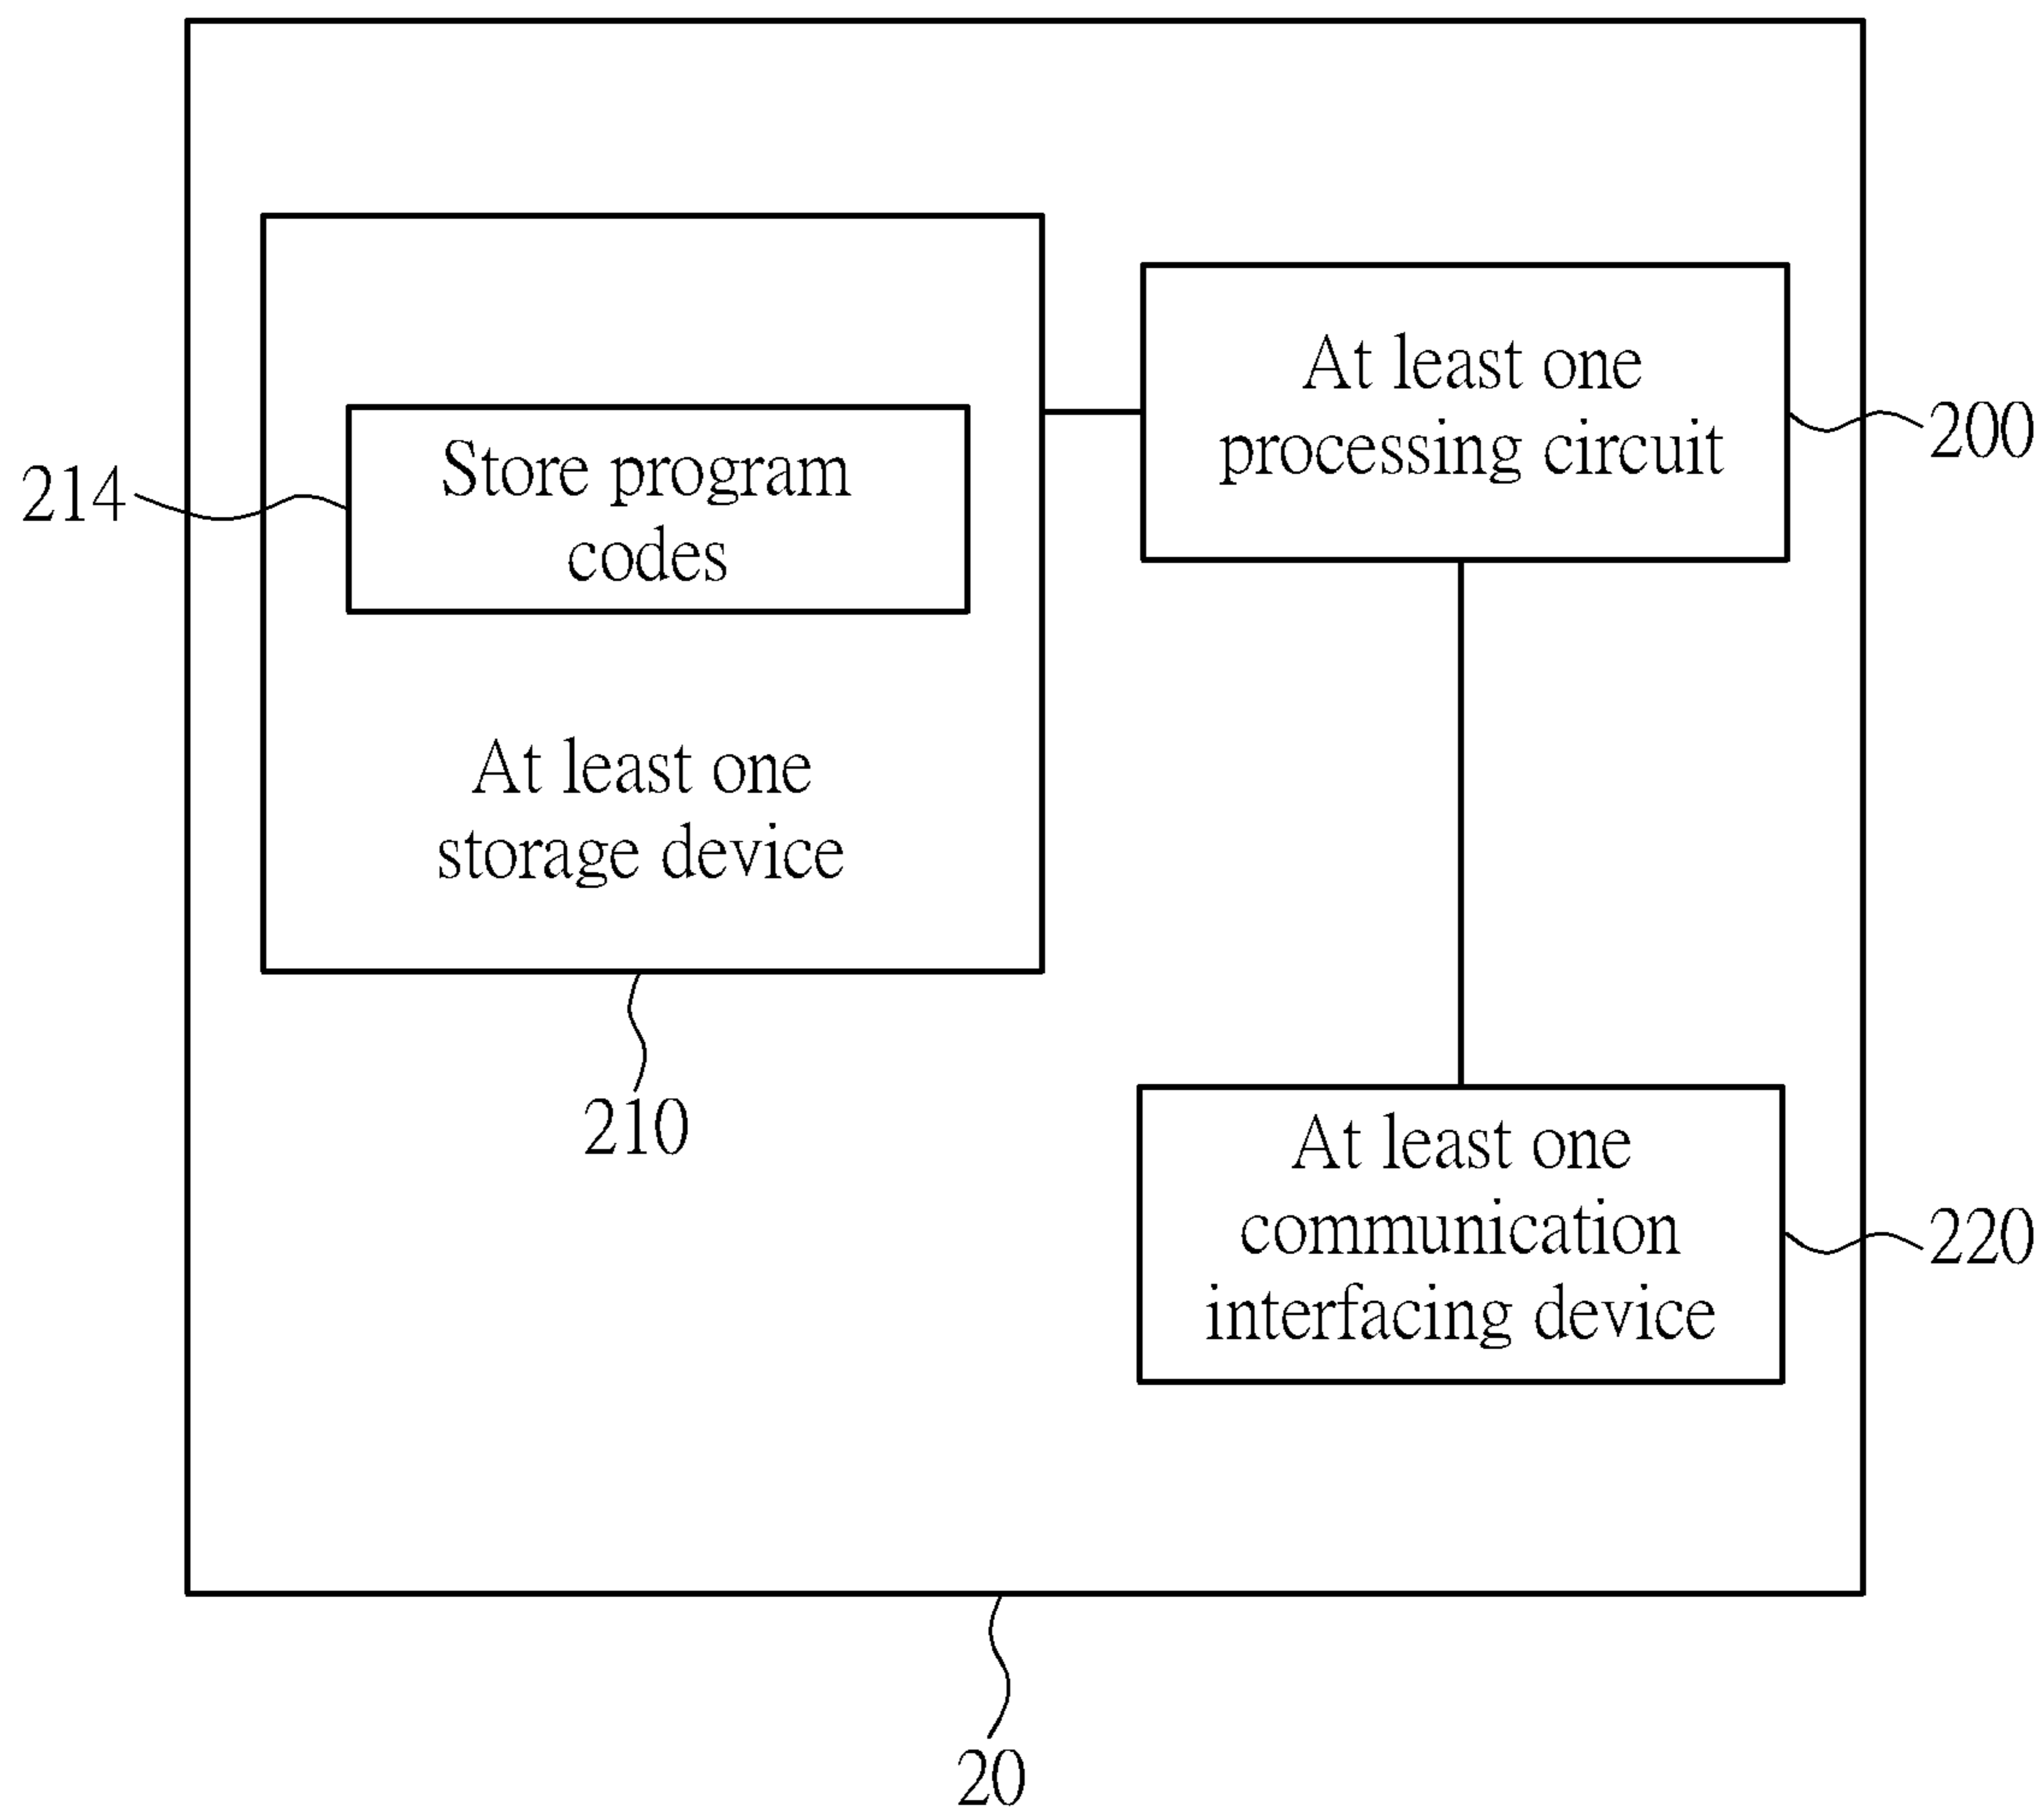 At least one
processing circuit
200
Store program
codes
214
At least one
storage device
210
At least one
communication
interfacing device
220
20